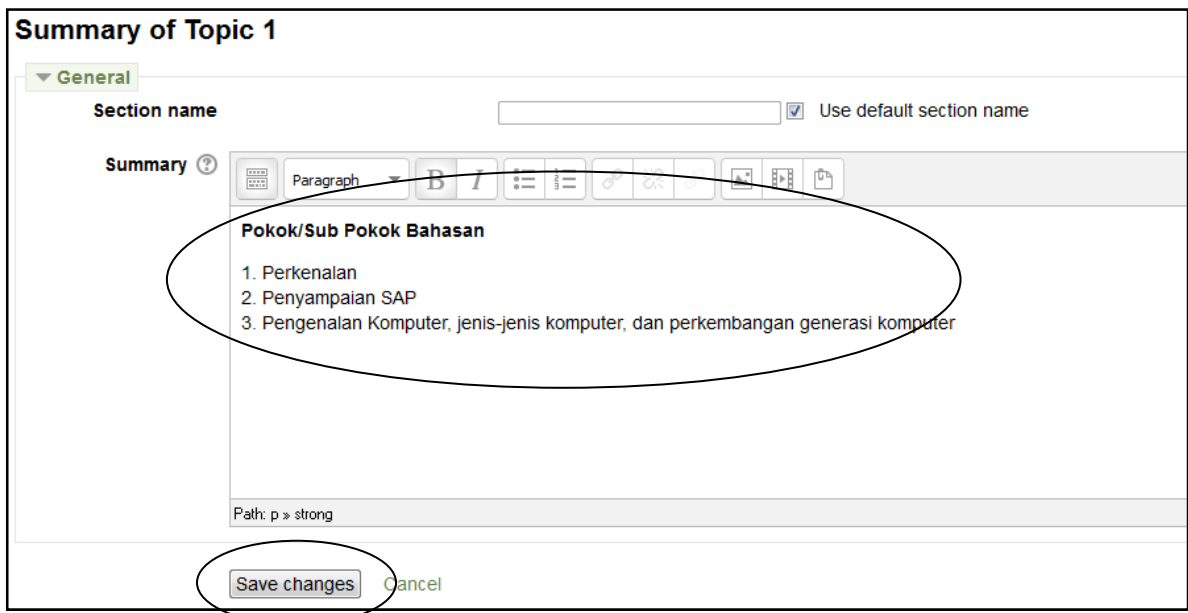 Summary of Topic 1
General
Section name
Use default section name
Summary
Paragraph B I
Pokok/Sub Pokok Bahasan
1. Perkenalan
2. Penyampaian SAP
3. Pengenalan Komputer, jenis-jenis komputer, dan perkembangan generasi komputer
Path: p » strong
Save changes Cancel